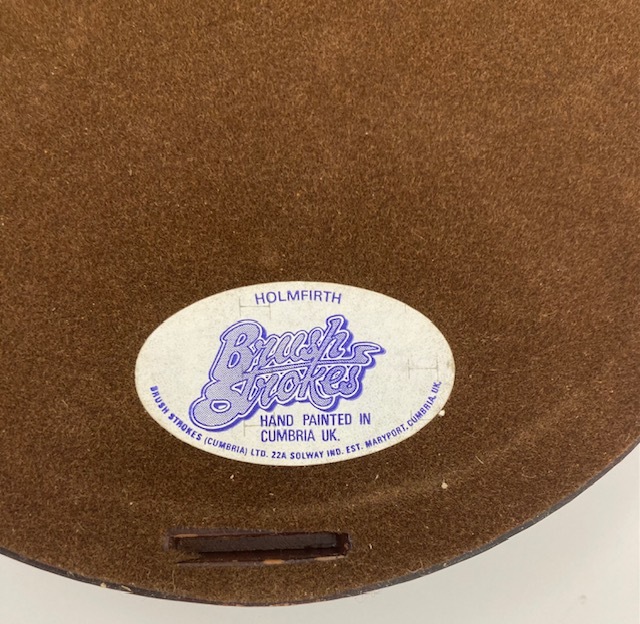 HOLMFIRTH
Brush
Strokes
HAND PAINTED IN
CUMBRIA UK.
BRUSH STROKES (CUMBRIA) LTD. 22A SOLWAY IND. EST. MARYPORT, CUMBRIA, UK.